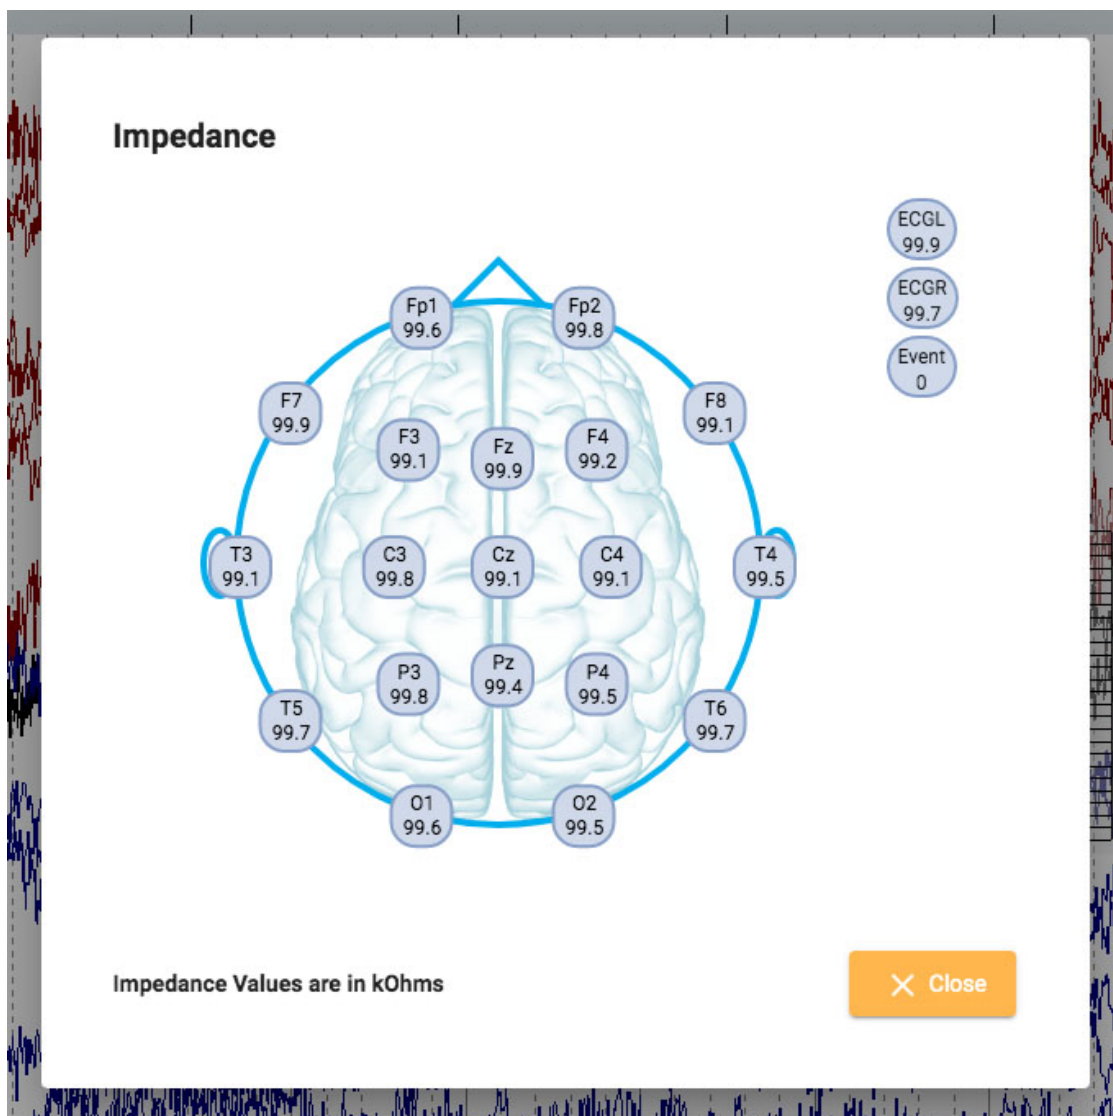 Impedance
ECGL
99.9
ECGR
99.7
Event
0
Fp1
99.6
Fp2
99.8
F7
99.9
F8
99.1
F3
99.1
Fz
99.9
F4
99.2
T3
99.1
C3
99.8
Cz
99.1
C4
99.1
T4
99.5
P3
99.8
Pz
99.4
P4
99.5
T5
99.7
T6
99.7
O1
99.6
O2
99.5
Impedance Values are in kOhms
Close